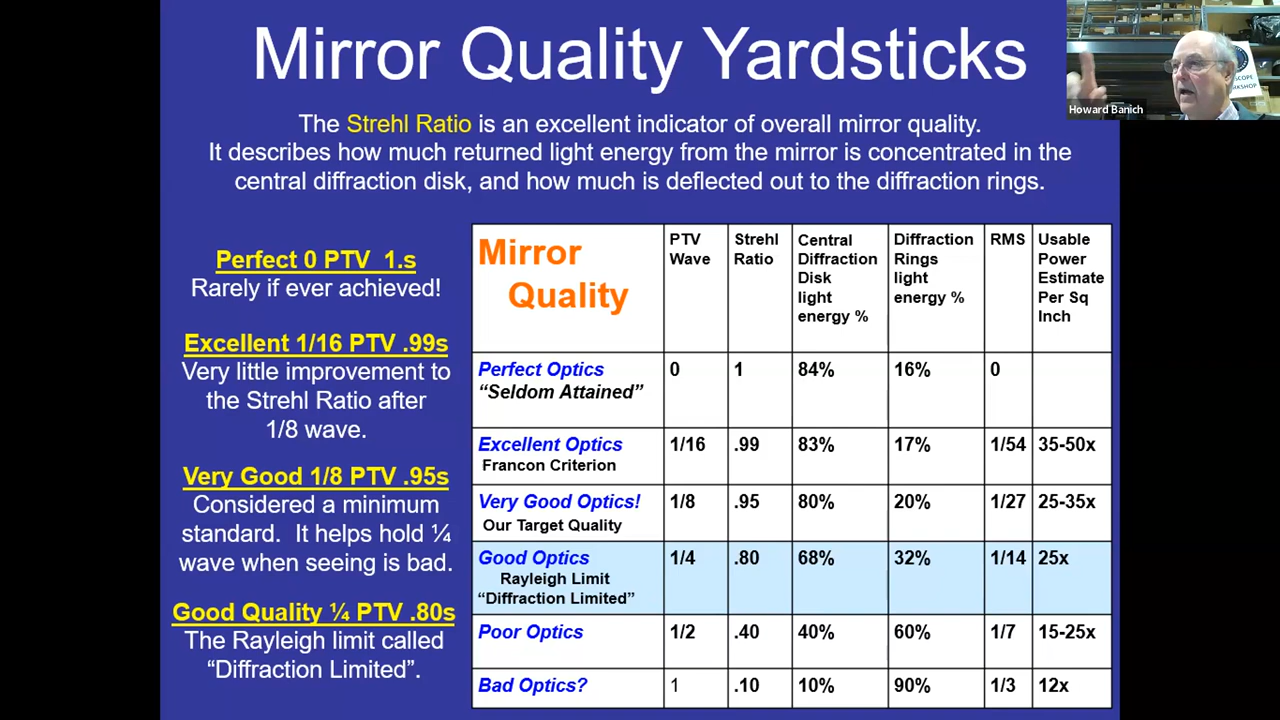 Mirror Quality Yardsticks
The Strehl Ratio is an excellent indicator of overall mirror quality.
It describes how much returned light energy from the mirror is concentrated in the
central diffraction disk, and how much is deflected out to the diffraction rings.
Howard Banich
SCOPE
RKSHOP
Perfect 0 PTV 1.s
Rarely if ever achieved!
Excellent 1/16 PTV .99s
Very little improvement to
the Strehl Ratio after
1/8 wave.
Very Good 1/8 PTV .95s
Considered a minimum
standard. It helps hold ¼
wave when seeing is bad.
Good Quality ¼ PTV .80s
The Rayleigh limit called
“Diffraction Limited”.
Mirror
Quality
PTV
Wave
Strehl
Ratio
Central
Diffraction
Disk
light
energy %
Diffraction
Rings
light
energy %
RMS
Usable
Power
Estimate
Per Sq
Inch
Perfect Optics 0 1 84% 16% 0
“Seldom Attained”
Excellent Optics 1/16 .99 83% 17% 1/54 35-50x
Francon Criterion
Very Good Optics! 1/8 .95 80% 20% 1/27 25-35x
Our Target Quality
Good Optics 1/4 .80 68% 32% 1/14 25x
Rayleigh Limit
“Diffraction Limited”
Poor Optics 1/2 .40 40% 60% 1/7 15-25x
Bad Optics? 1 .10 10% 90% 1/3 12x